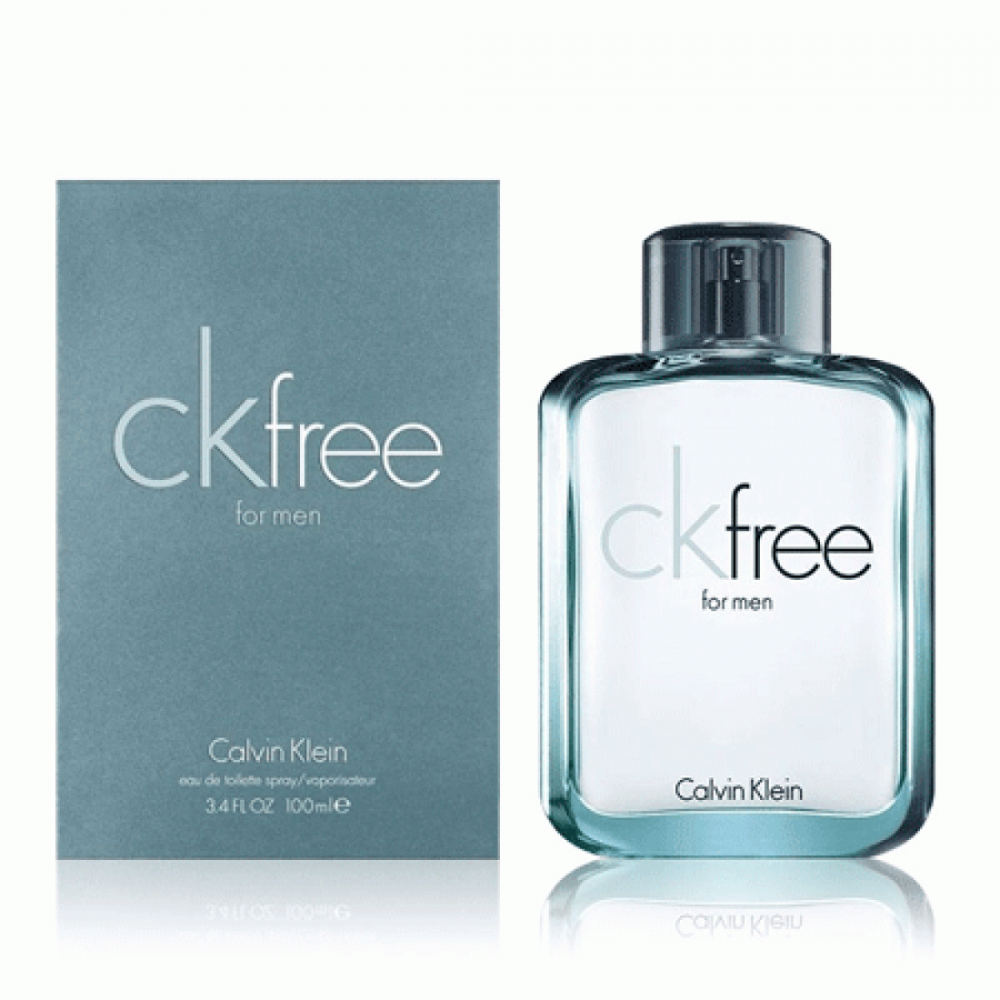 ckfree
for men
Calvin Klein
eau de toilette spray/vaporisateur
3.4 FL OZ 100ml℮
ckfree
for men
Calvin Klein